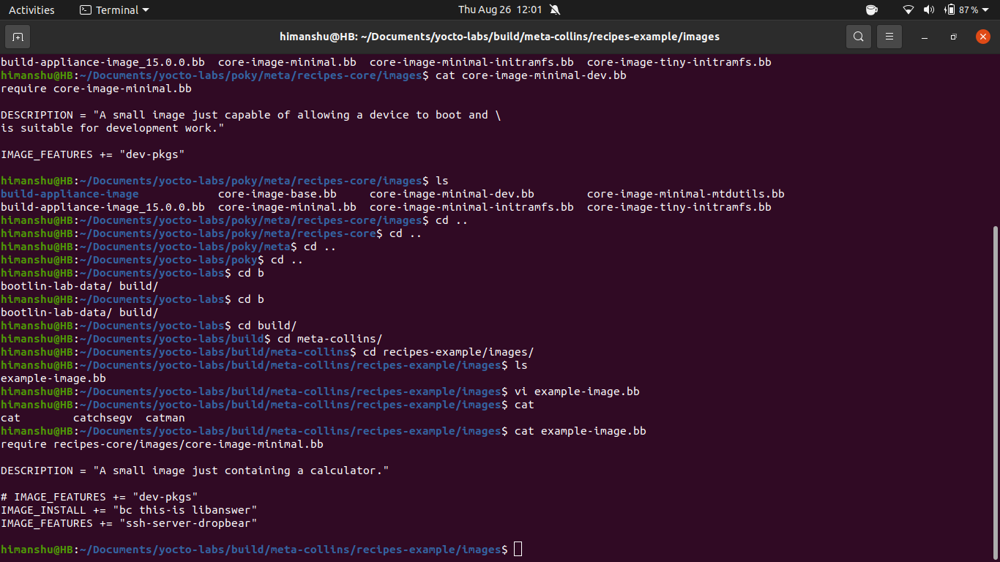 Activities Terminal Thu Aug 26 12:01 87 %
himanshu@HB: ~/Documents/yocto-labs/build/meta-collins/recipes-example/images
build-appliance-image_15.0.0.bb  core-image-minimal.bb  core-image-minimal-initramfs.bb  core-image-tiny-initramfs.bb
himanshu@HB:~/Documents/yocto-labs/poky/meta/recipes-core/images$ cat core-image-minimal-dev.bb
require core-image-minimal.bb
DESCRIPTION = "A small image just capable of allowing a device to boot and \
is suitable for development work."
IMAGE_FEATURES += "dev-pkgs"
himanshu@HB:~/Documents/yocto-labs/poky/meta/recipes-core/images$ ls
build-appliance-image            core-image-base.bb     core-image-minimal-dev.bb        core-image-minimal-mtdutils.bb
build-appliance-image_15.0.0.bb  core-image-minimal.bb  core-image-minimal-initramfs.bb  core-image-tiny-initramfs.bb
himanshu@HB:~/Documents/yocto-labs/poky/meta/recipes-core/images$ cd ..
himanshu@HB:~/Documents/yocto-labs/poky/meta/recipes-core$ cd ..
himanshu@HB:~/Documents/yocto-labs/poky/meta$ cd ..
himanshu@HB:~/Documents/yocto-labs/poky$ cd ..
himanshu@HB:~/Documents/yocto-labs$ cd b
bootlin-lab-data/ build/
himanshu@HB:~/Documents/yocto-labs$ cd b
bootlin-lab-data/ build/
himanshu@HB:~/Documents/yocto-labs$ cd build/
himanshu@HB:~/Documents/yocto-labs/build$ cd meta-collins/
himanshu@HB:~/Documents/yocto-labs/build/meta-collins$ cd recipes-example/images/
himanshu@HB:~/Documents/yocto-labs/build/meta-collins/recipes-example/images$ ls
example-image.bb
himanshu@HB:~/Documents/yocto-labs/build/meta-collins/recipes-example/images$ vi example-image.bb
himanshu@HB:~/Documents/yocto-labs/build/meta-collins/recipes-example/images$ cat
cat        catchsegv  catman
himanshu@HB:~/Documents/yocto-labs/build/meta-collins/recipes-example/images$ cat example-image.bb
require recipes-core/images/core-image-minimal.bb
DESCRIPTION = "A small image just containing a calculator."
# IMAGE_FEATURES += "dev-pkgs"
IMAGE_INSTALL += "bc this-is libanswer"
IMAGE_FEATURES += "ssh-server-dropbear"
himanshu@HB:~/Documents/yocto-labs/build/meta-collins/recipes-example/images$